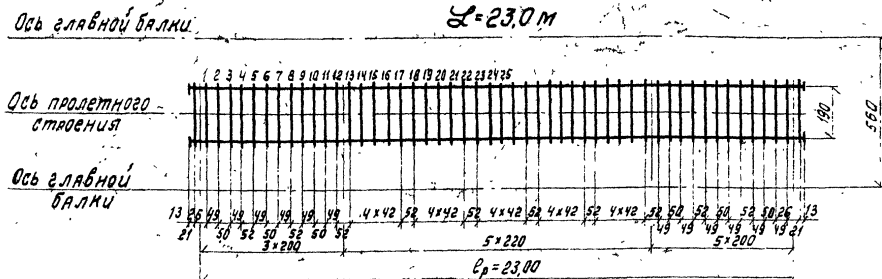 Ось главной балки
L=23,0 м
1 2 3 4 5 6 7 8 9 10 11 12 13 14 15 16 17 18 19 20 21 22 23 24 25
Ось пролетного строения
190
560
Ось главной балки
13 26 49 49 49 49 49 49 4×42 52 4×42 52 4×42 52 4×42 52 4×42 52 50 52 50 52 50 26 13
21 50 52 50 52 50 52 49 49 49 49 49 21
3×200 5×220 5×200
ℓр=23,00